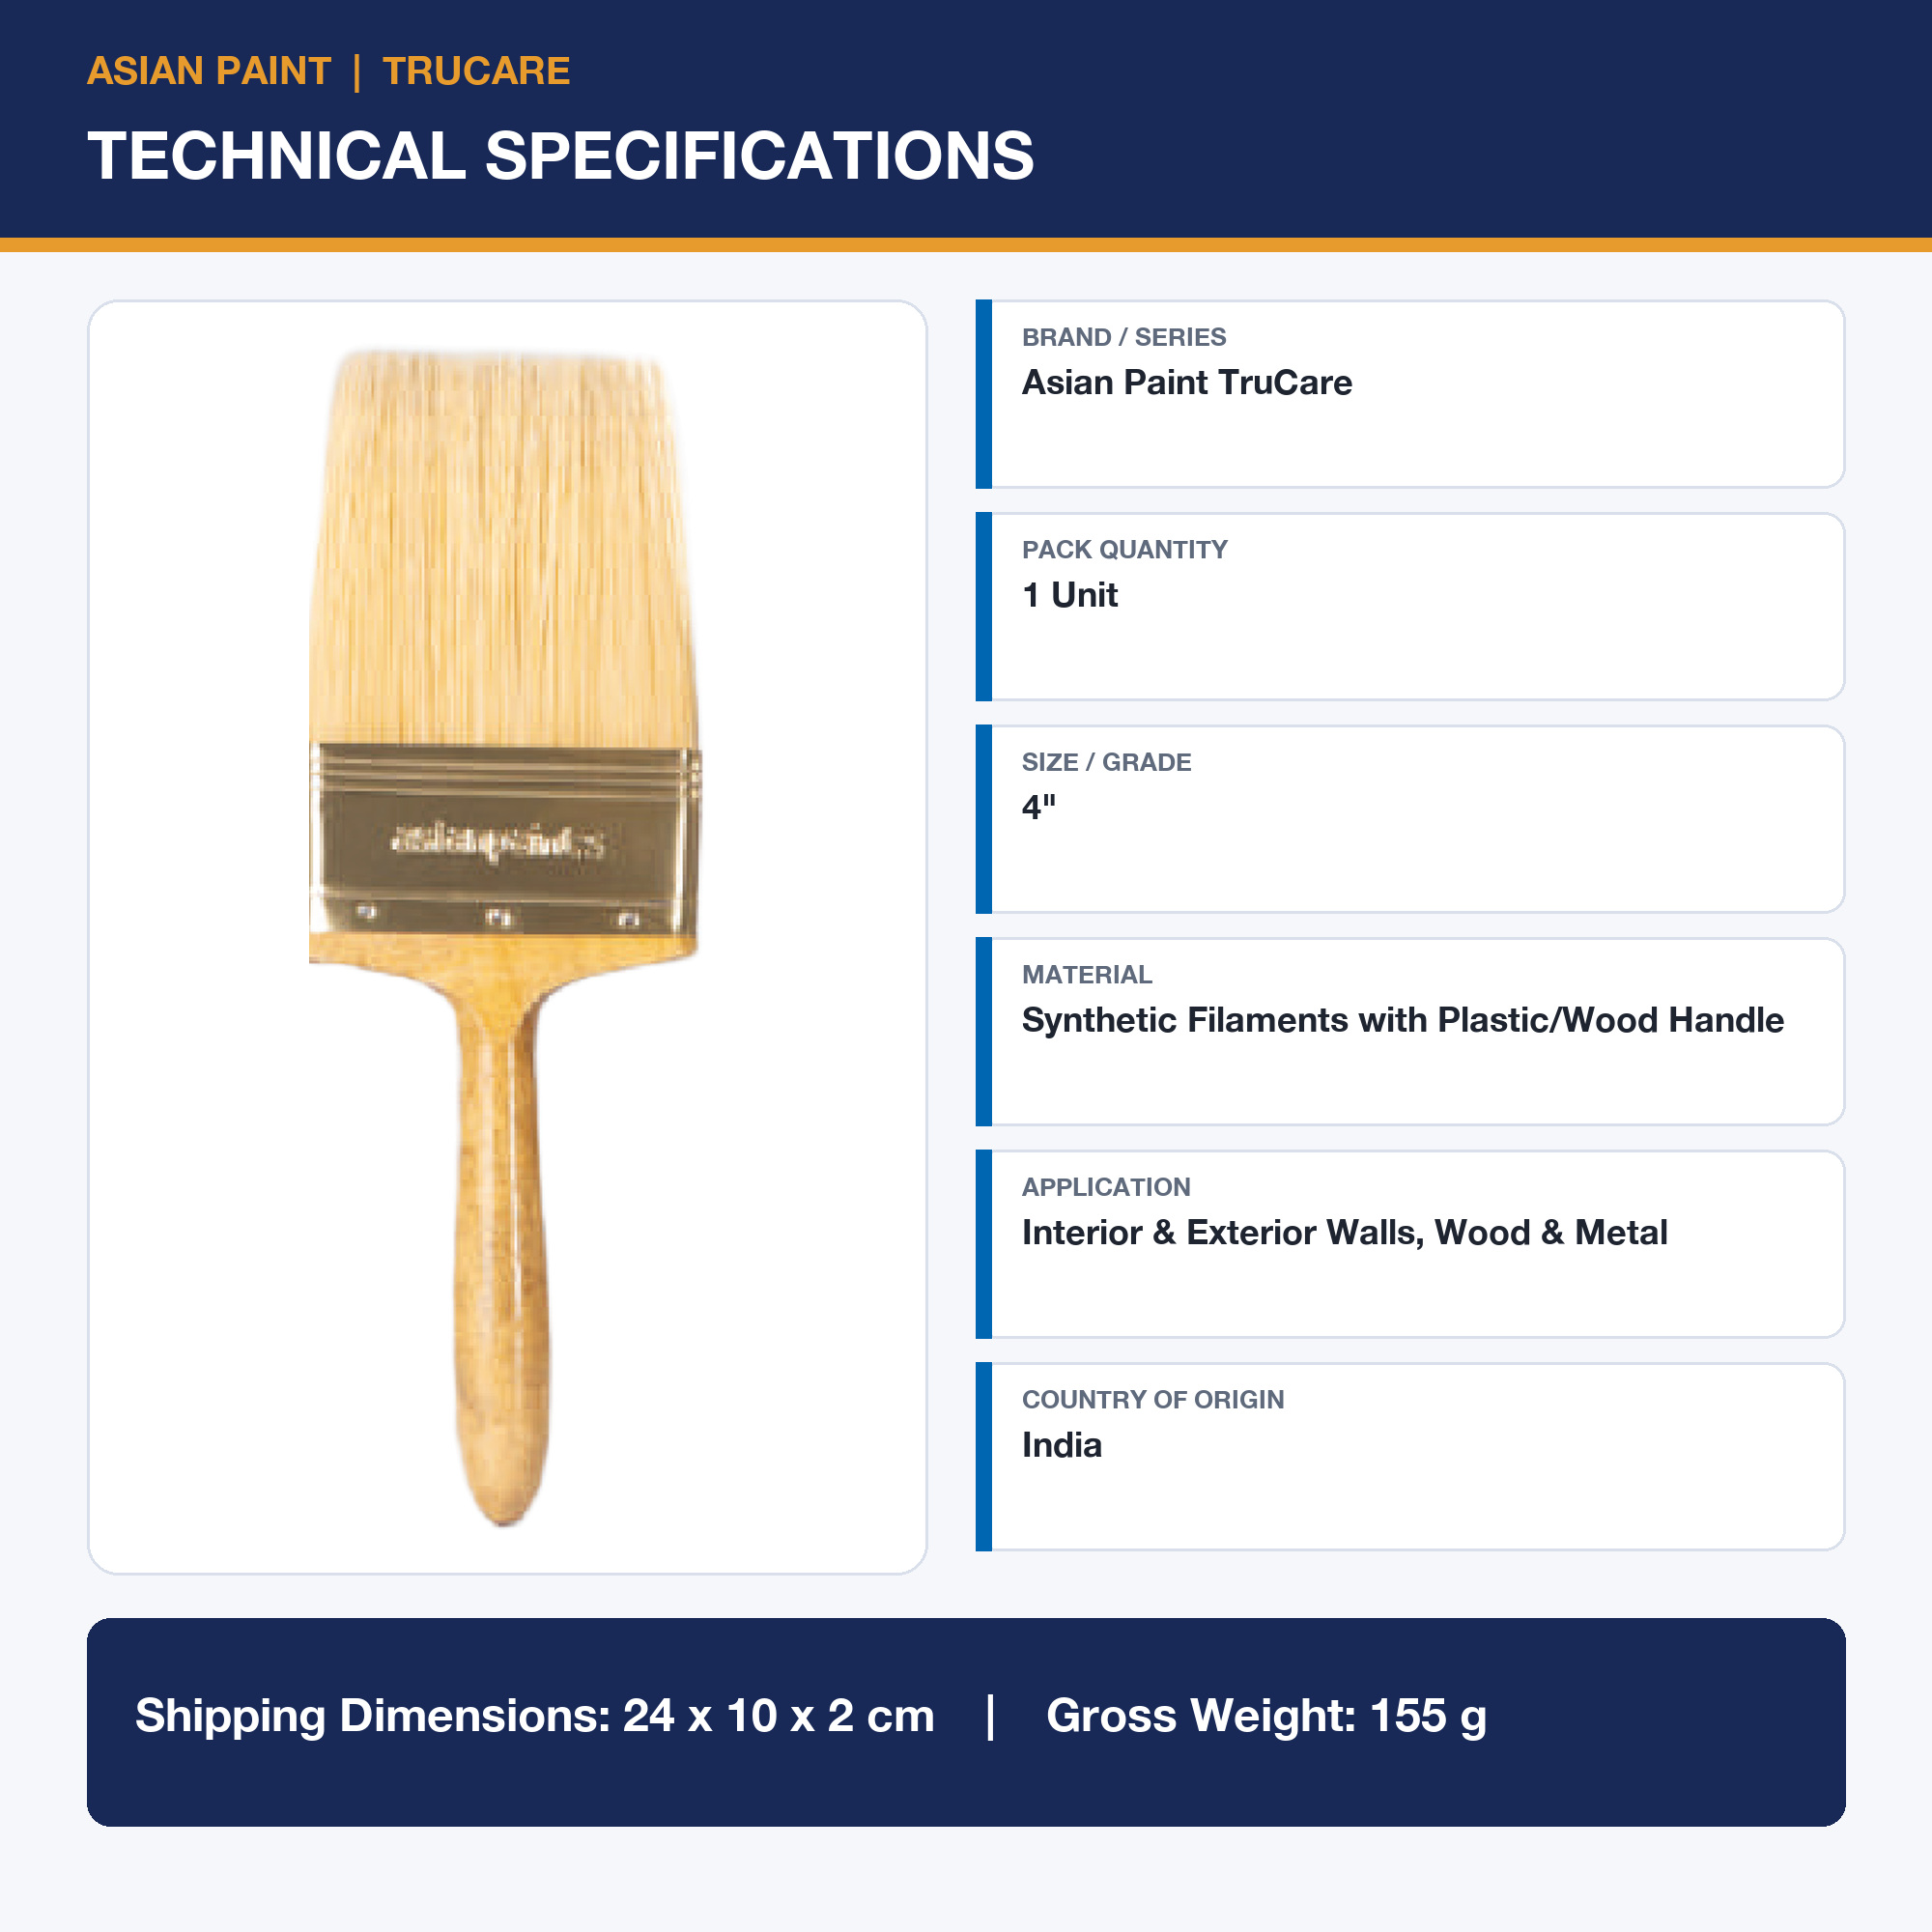 ASIAN PAINT | TRUCARE
TECHNICAL SPECIFICATIONS
asianpaints
BRAND / SERIES
Asian Paint TruCare
PACK QUANTITY
1 Unit
SIZE / GRADE
4"
MATERIAL
Synthetic Filaments with Plastic/Wood Handle
APPLICATION
Interior & Exterior Walls, Wood & Metal
COUNTRY OF ORIGIN
India
Shipping Dimensions: 24 x 10 x 2 cm | Gross Weight: 155 g